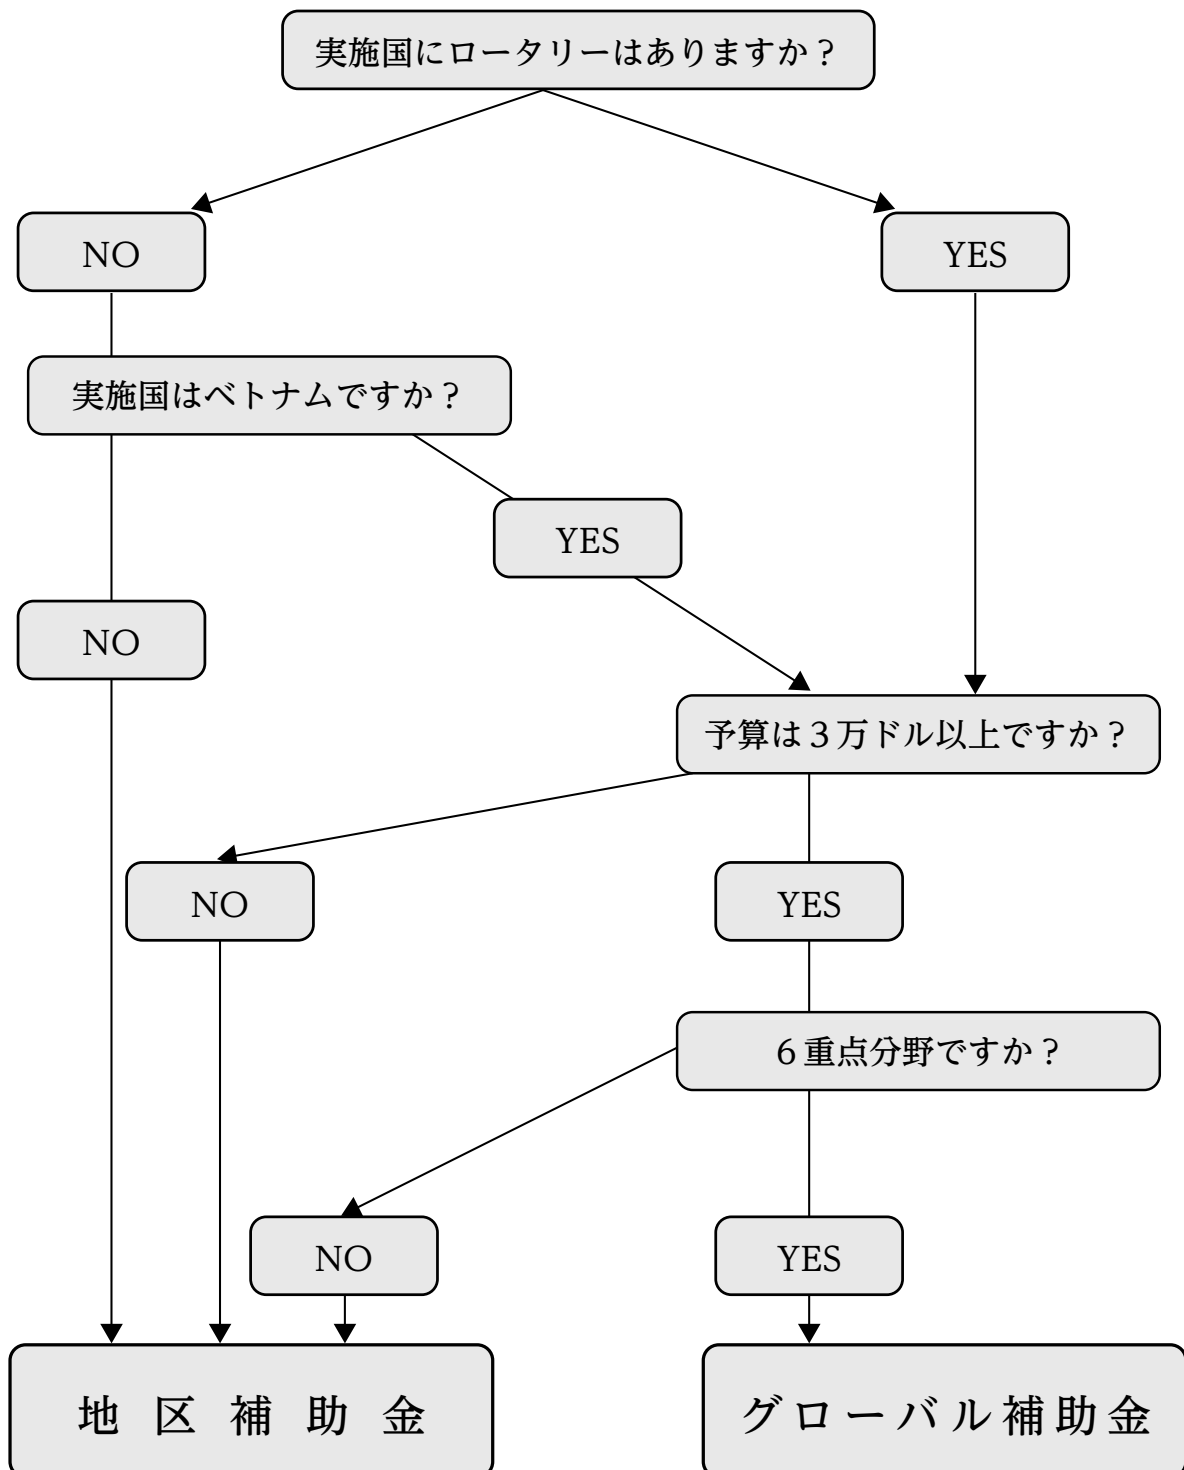 実施国にロータリーはありますか？
NO
YES
実施国はベトナムですか？
YES
NO
予算は３万ドル以上ですか？
NO
YES
６重点分野ですか？
NO
YES
地区補助金
グローバル補助金